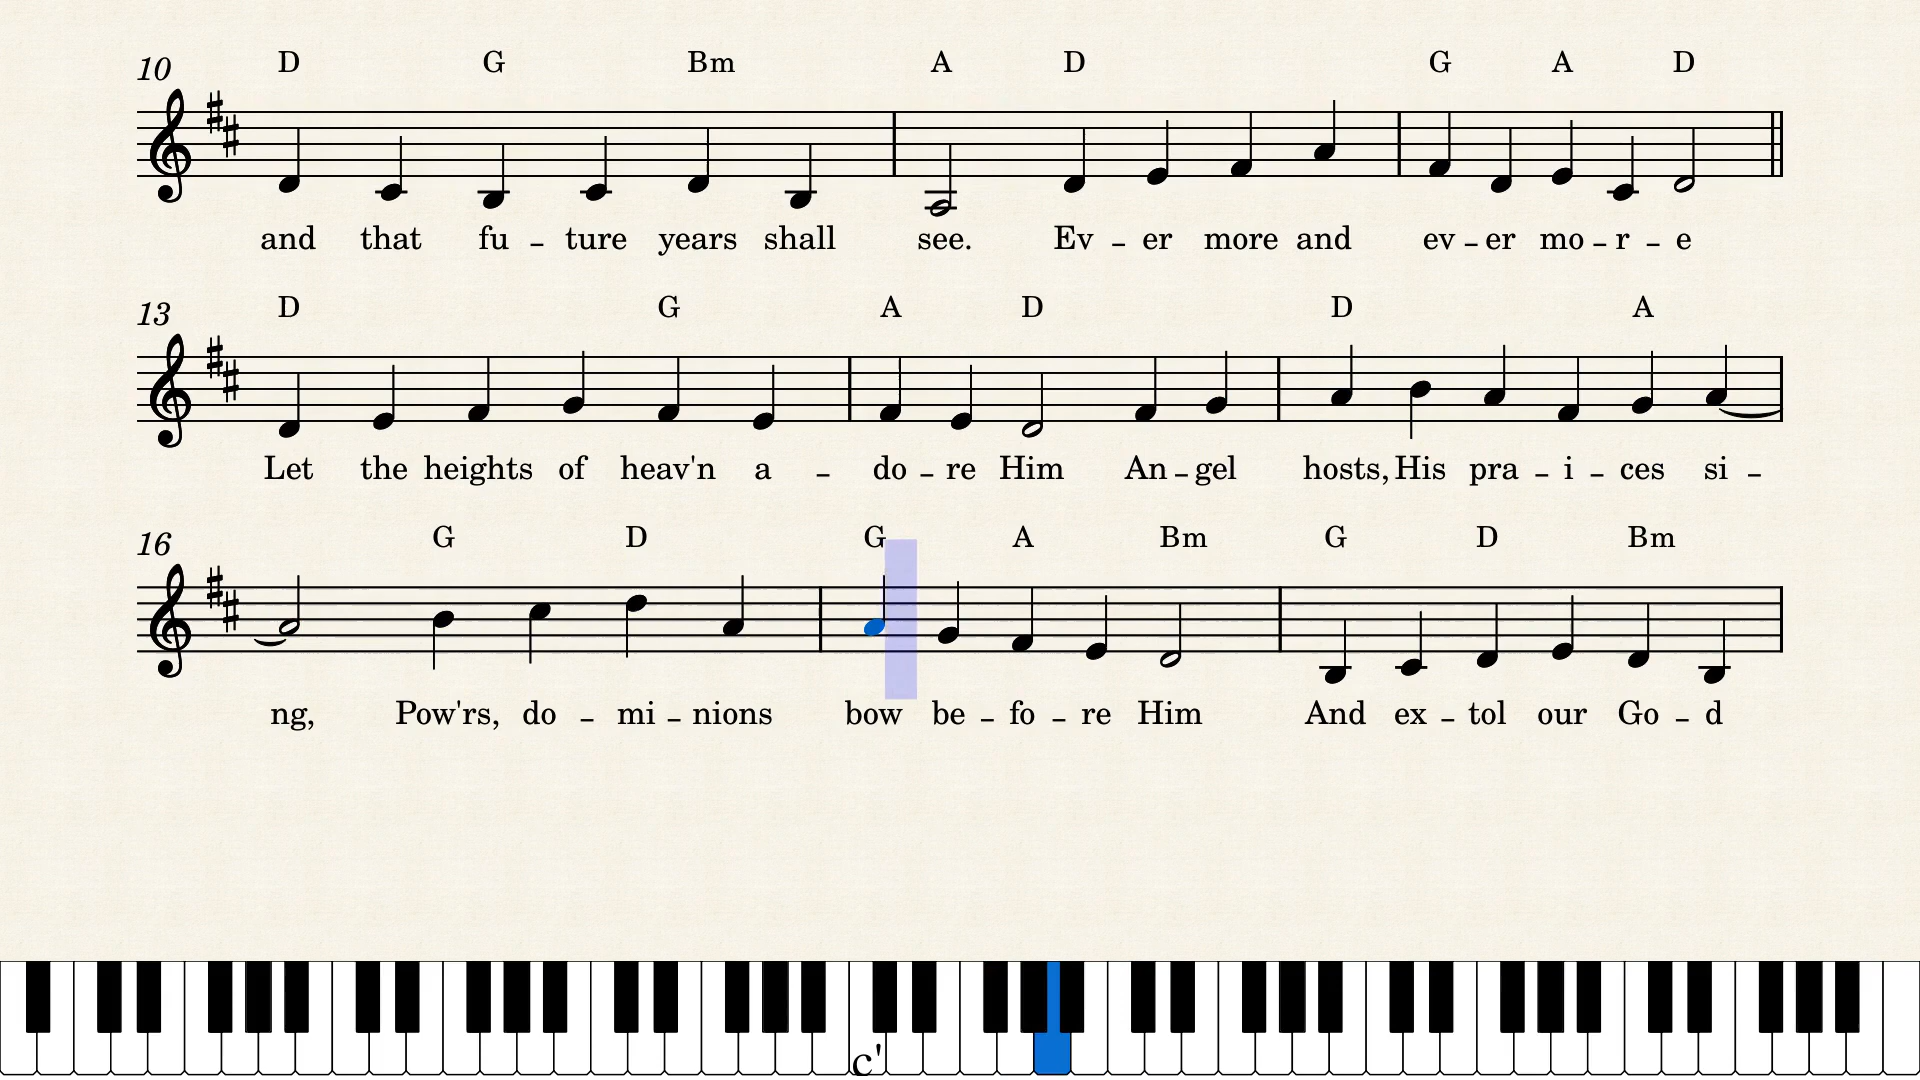 10 D G Bm A D G A D
and that fu - ture years shall see. Ev - er more and ev - er mo - r - e
13 D G A D D A
Let the heights of heav'n a - do - re Him An - gel hosts, His pra - i - ces si -
16 G D G A Bm G D Bm
ng, Pow'rs, do - mi - nions bow be - fo - re Him And ex - tol our Go - d
c'